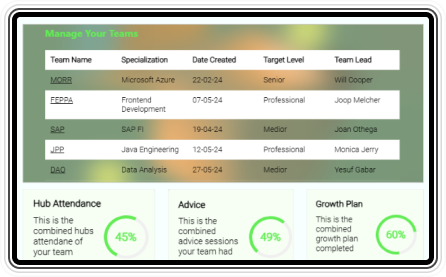 Manage Your Teams
Team Name Specialization Date Created Target Level Team Lead
MORR Microsoft Azure 22-02-24 Senior Will Cooper
FEPPA Frontend Development 07-05-24 Professional Joop Melcher
SAP SAP FI 19-04-24 Medior Joan Othega
JPP Java Engineering 12-05-24 Professional Monica Jerry
DAO Data Analysis 27-05-24 Medior Yesuf Gabar
Hub Attendance
This is the
combined hubs
attendane of
your team
45%
Advice
This is the
combined
advice sessions
your team had
49%
Growth Plan
This is the
combined
growth plan
completed
60%